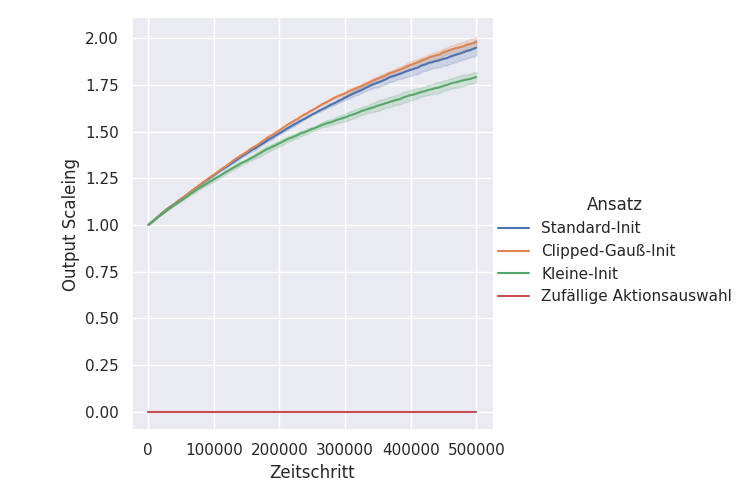 2.00
1.75
1.50
1.25
1.00
0.75
0.50
0.25
0.00
Output Scaleing
0 100000 200000 300000 400000 500000
Zeitschritt
Ansatz
Standard-Init
Clipped-Gauß-Init
Kleine-Init
Zufällige Aktionsauswahl